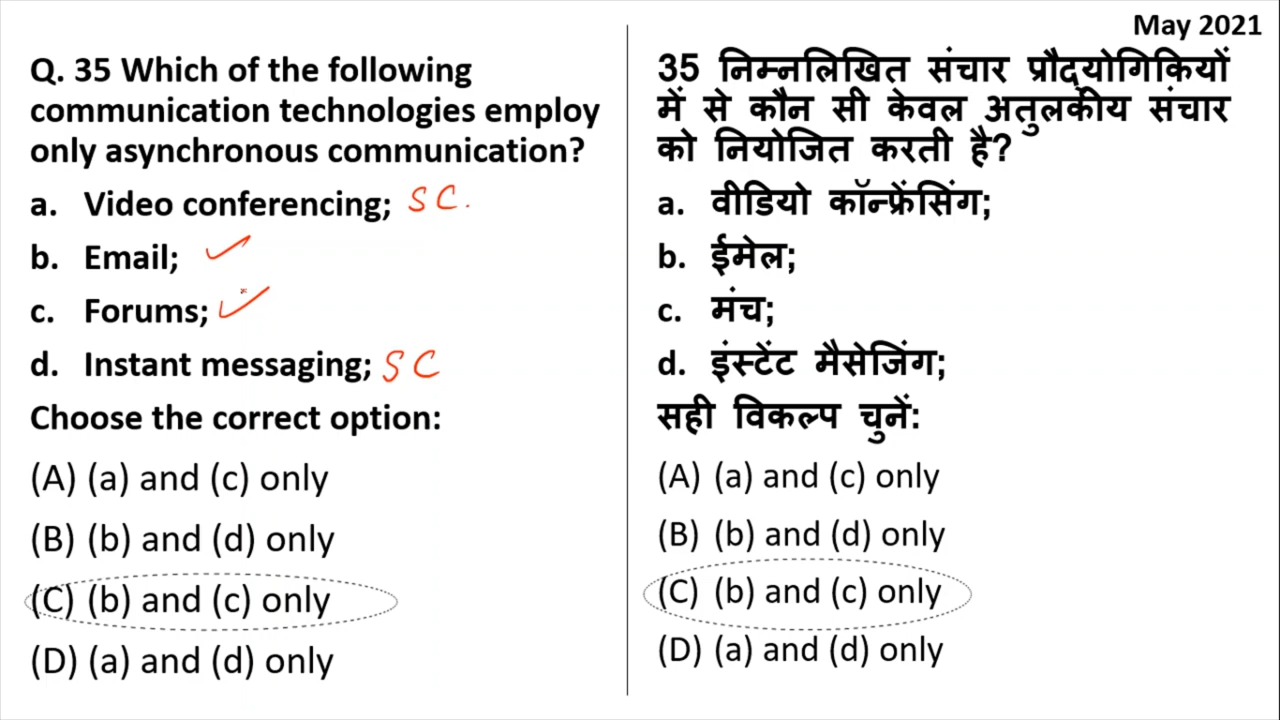 May 2021
Q. 35 Which of the following
communication technologies employ
only asynchronous communication?
a. Video conferencing; SC.
b. Email;
c. Forums;
d. Instant messaging; SC
Choose the correct option:
(A) (a) and (c) only
(B) (b) and (d) only
(C) (b) and (c) only
(D) (a) and (d) only
35 निम्नलिखित संचार प्रौद्योगिकियों
में से कौन सी केवल अतुलकीय संचार
को नियोजित करती है?
a. वीडियो कॉन्फ्रेंसिंग;
b. ईमेल;
c. मंच;
d. इंस्टेंट मैसेजिंग;
सही विकल्प चुनें:
(A) (a) and (c) only
(B) (b) and (d) only
(C) (b) and (c) only
(D) (a) and (d) only